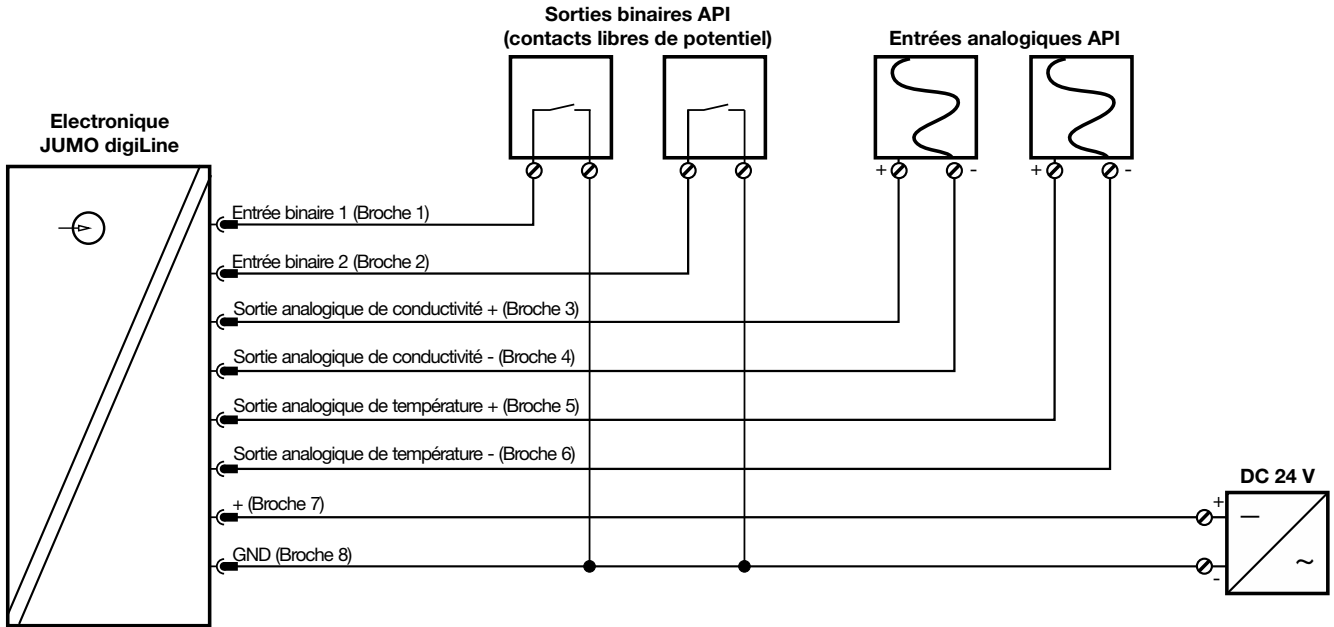 Sorties binaires API
(contacts libres de potentiel)
Entrées analogiques API
Electronique
JUMO digiLine
+ - + -
Entrée binaire 1 (Broche 1)
Entrée binaire 2 (Broche 2)
Sortie analogique de conductivité + (Broche 3)
Sortie analogique de conductivité - (Broche 4)
Sortie analogique de température + (Broche 5)
Sortie analogique de température - (Broche 6)
DC 24 V
+ (Broche 7)
+
GND (Broche 8)
~
-